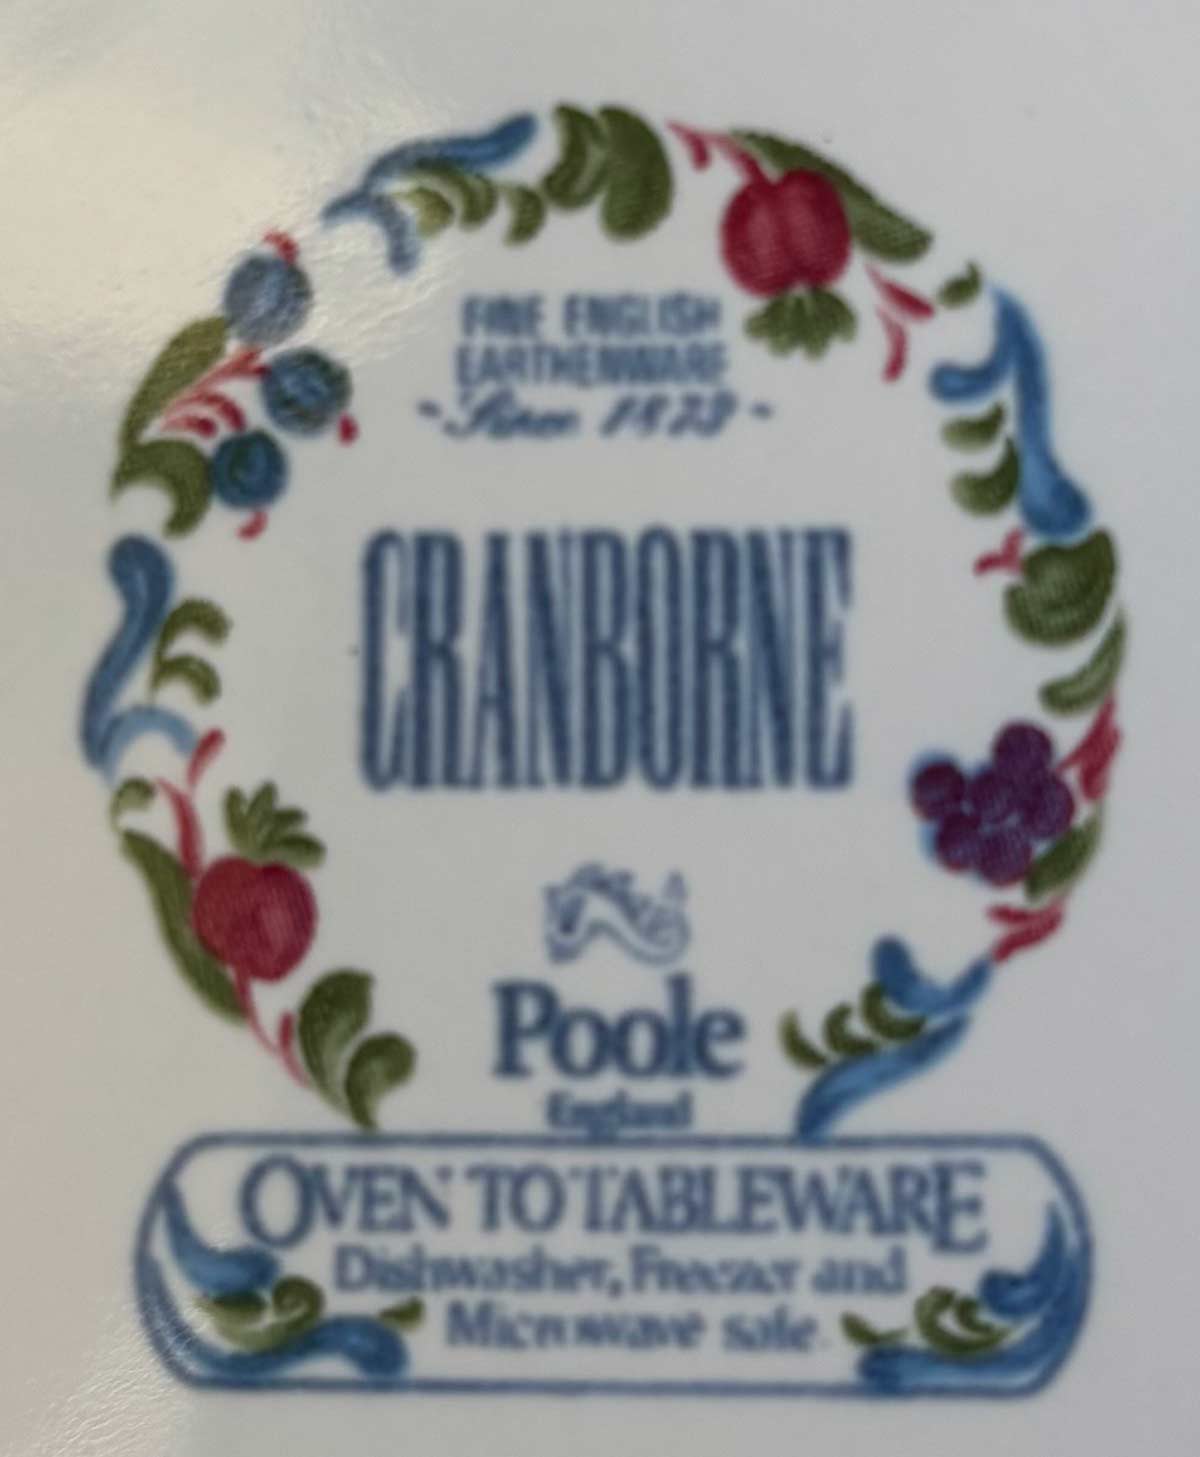 FINE ENGLISH
EARTHENWARE
~ Since 1873 ~
CRANBORNE
Poole
England
OVEN TO TABLEWARE
Dishwasher, Freezer and
Microwave safe